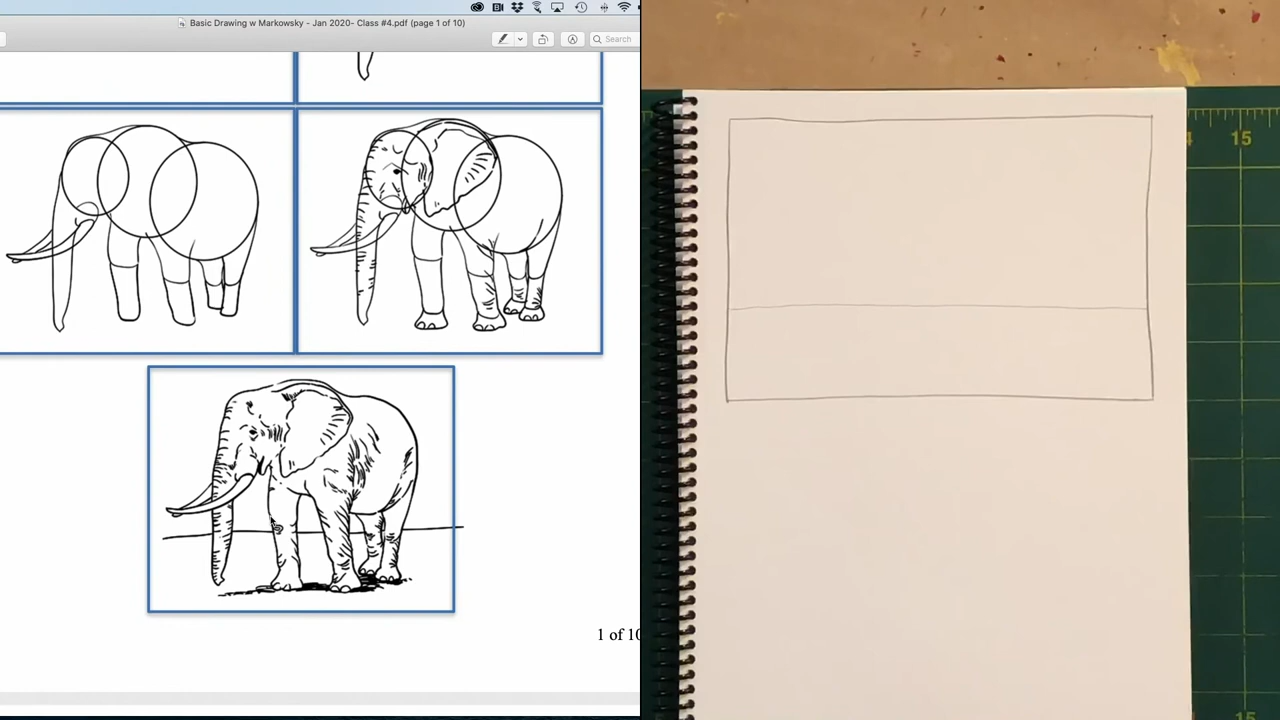 Basic Drawing w Markowsky - Jan 2020- Class #4.pdf (page 1 of 10)
Search
1 of 10
15